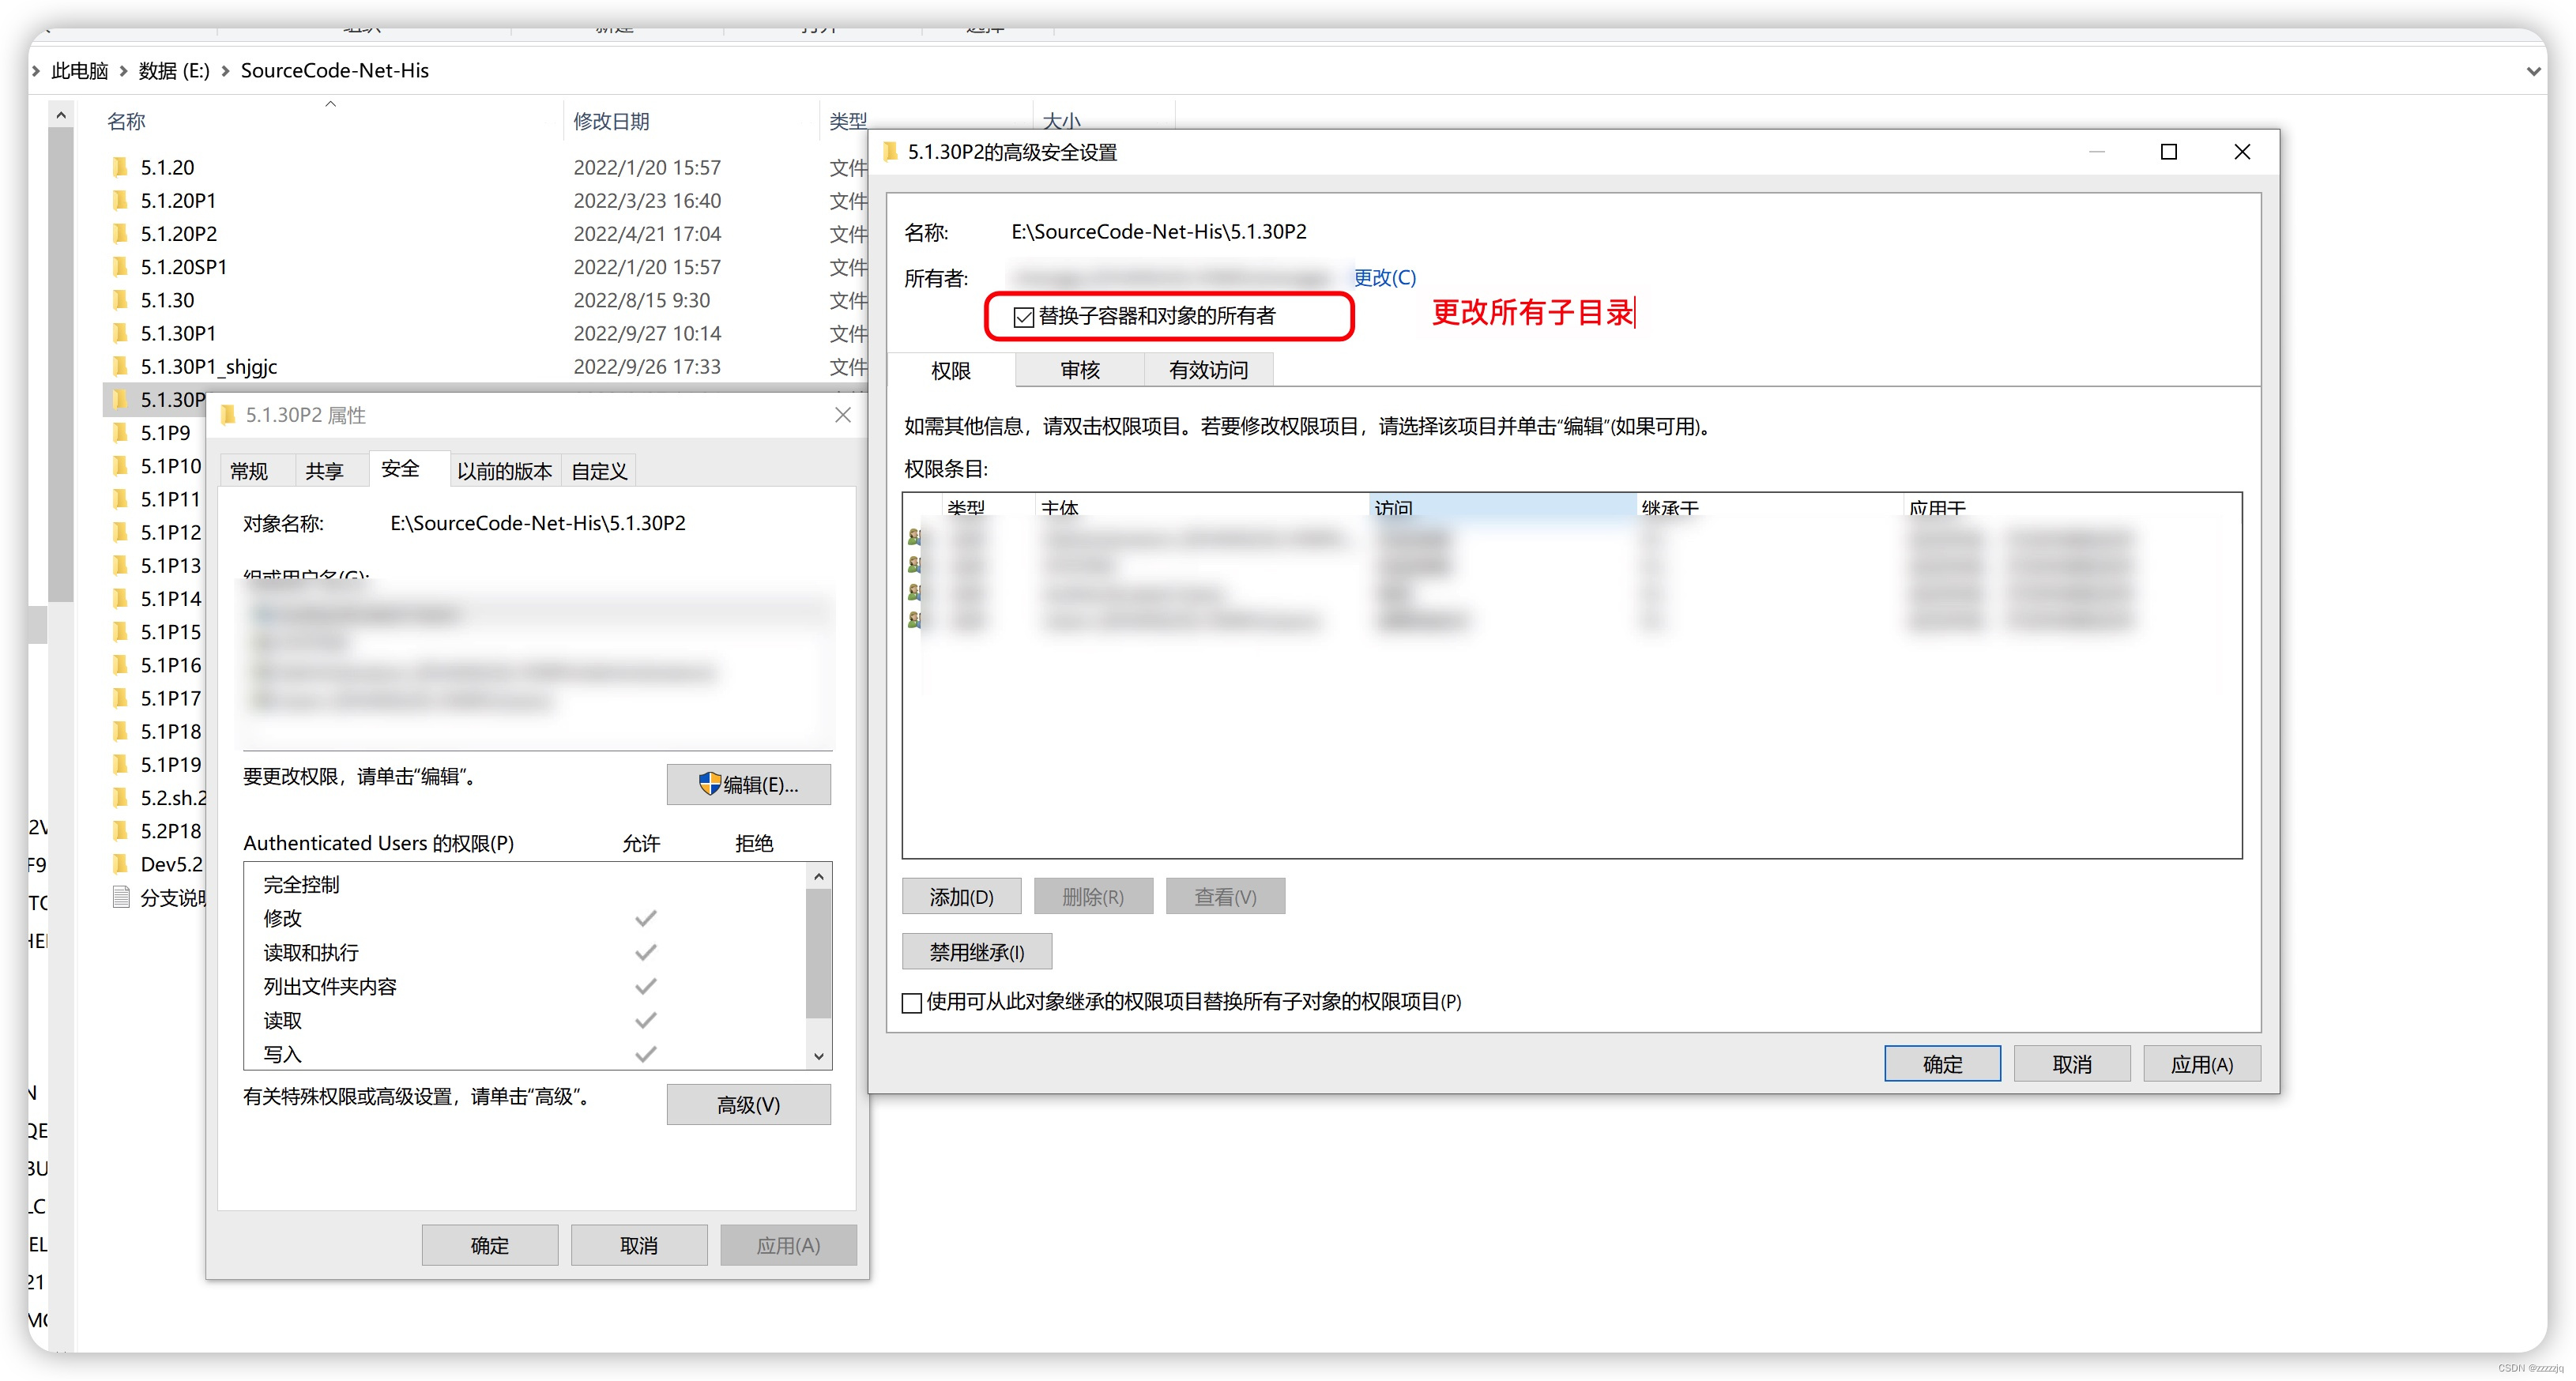 此电脑 > 数据 (E:) > SourceCode-Net-His
名称 修改日期 类型 大小
5.1.20 2022/1/20 15:57 文件
5.1.20P1 2022/3/23 16:40 文件
5.1.20P2 2022/4/21 17:04 文件
5.1.20SP1 2022/1/20 15:57 文件
5.1.30 2022/8/15 9:30 文件
5.1.30P1 2022/9/27 10:14 文件
5.1.30P1_shjgjc 2022/9/26 17:33 文件
5.1.30P
5.1P9
5.1P10
5.1P11
5.1P12
5.1P13
5.1P14
5.1P15
5.1P16
5.1P17
5.1P18
5.1P19
5.2.sh.2
5.2P18
Dev5.2
分支说明
5.1.30P2 属性
常规 共享 安全 以前的版本 自定义
对象名称: E:\SourceCode-Net-His\5.1.30P2
组或用户名(G):
要更改权限，请单击“编辑”。
编辑(E)...
Authenticated Users 的权限(P) 允许 拒绝
完全控制
修改
读取和执行
列出文件夹内容
读取
写入
有关特殊权限或高级设置，请单击“高级”。
高级(V)
确定 取消 应用(A)
5.1.30P2的高级安全设置
名称: E:\SourceCode-Net-His\5.1.30P2
所有者: 更改(C)
替换子容器和对象的所有者
更改所有子目录
权限 审核 有效访问
如需其他信息，请双击权限项目。若要修改权限项目，请选择该项目并单击“编辑”(如果可用)。
权限条目:
类型 主体 访问 继承于 应用于
添加(D) 删除(R) 查看(V)
禁用继承(I)
使用可从此对象继承的权限项目替换所有子对象的权限项目(P)
确定 取消 应用(A)
CSDN @zzzzzjq